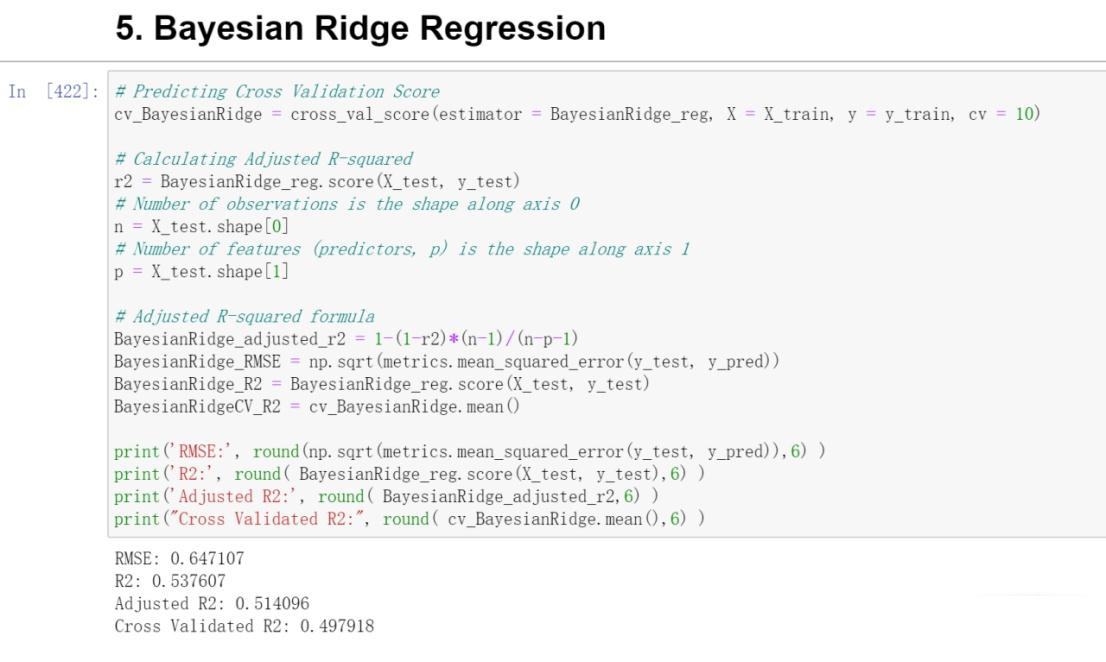 5. Bayesian Ridge Regression
In [422]: # Predicting Cross Validation Score
cv_BayesianRidge = cross_val_score(estimator = BayesianRidge_reg, X = X_train, y = y_train, cv = 10)
# Calculating Adjusted R-squared
r2 = BayesianRidge_reg.score(X_test, y_test)
# Number of observations is the shape along axis 0
n = X_test.shape[0]
# Number of features (predictors, p) is the shape along axis 1
p = X_test.shape[1]
# Adjusted R-squared formula
BayesianRidge_adjusted_r2 = 1-(1-r2)*(n-1)/(n-p-1)
BayesianRidge_RMSE = np.sqrt(metrics.mean_squared_error(y_test, y_pred))
BayesianRidge_R2 = BayesianRidge_reg.score(X_test, y_test)
BayesianRidgeCV_R2 = cv_BayesianRidge.mean()
print('RMSE:', round(np.sqrt(metrics.mean_squared_error(y_test, y_pred)),6) )
print('R2:', round( BayesianRidge_reg.score(X_test, y_test),6) )
print('Adjusted R2:', round( BayesianRidge_adjusted_r2,6) )
print("Cross Validated R2:", round( cv_BayesianRidge.mean(),6) )
RMSE: 0.647107
R2: 0.537607
Adjusted R2: 0.514096
Cross Validated R2: 0.497918